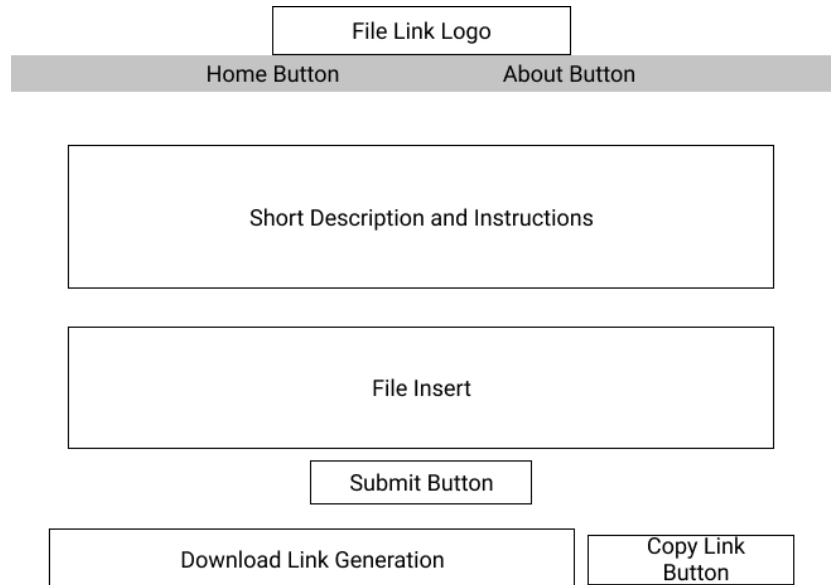 File Link Logo
Home Button About Button
Short Description and Instructions
File Insert
Submit Button
Download Link Generation
Copy Link
Button